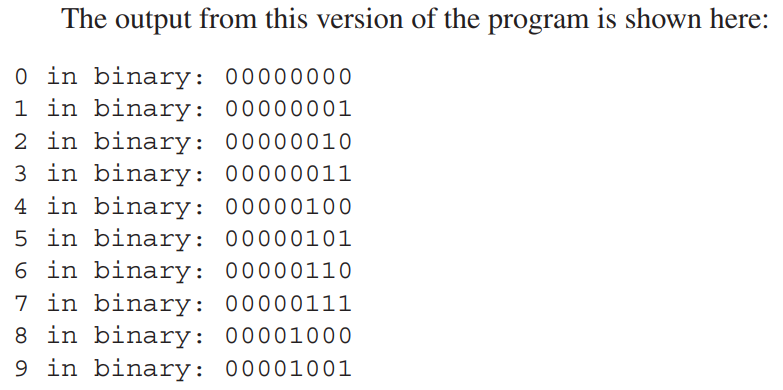 The output from this version of the program is shown here:
0 in binary: 00000000
1 in binary: 00000001
2 in binary: 00000010
3 in binary: 00000011
4 in binary: 00000100
5 in binary: 00000101
6 in binary: 00000110
7 in binary: 00000111
8 in binary: 00001000
9 in binary: 00001001